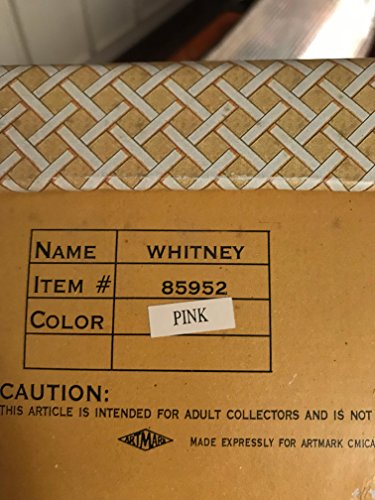 NAME WHITNEY
ITEM # 85952
COLOR PINK
CAUTION:
THIS ARTICLE IS INTENDED FOR ADULT COLLECTORS AND IS NOT
ARTMARK MADE EXPRESSLY FOR ARTMARK CMICA